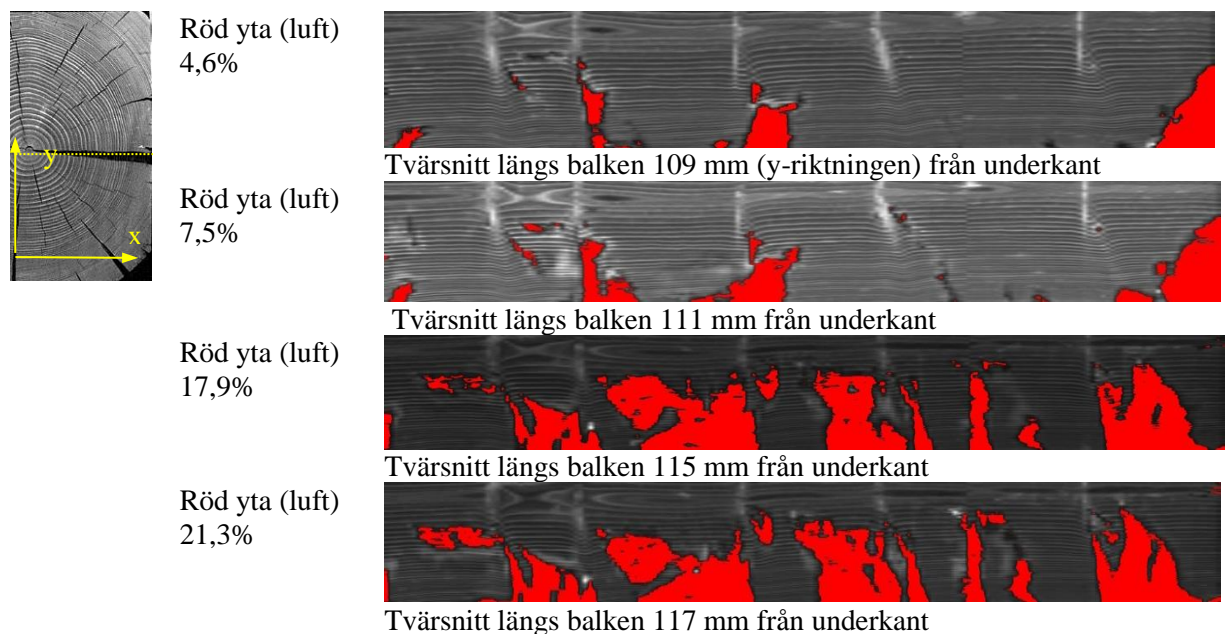 y
x
Röd yta (luft)
4,6%
Tvärsnitt längs balken 109 mm (y-riktningen) från underkant
Röd yta (luft)
7,5%
Tvärsnitt längs balken 111 mm från underkant
Röd yta (luft)
17,9%
Tvärsnitt längs balken 115 mm från underkant
Röd yta (luft)
21,3%
Tvärsnitt längs balken 117 mm från underkant